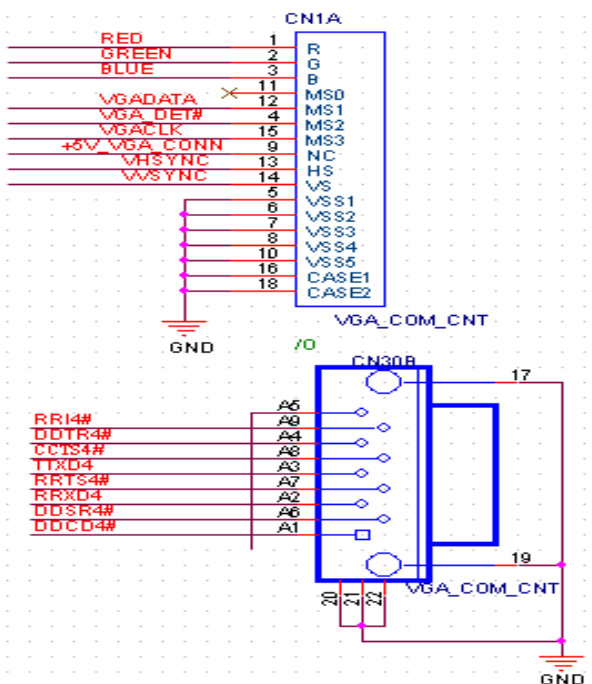 CN1A
RED 1 R
GREEN 2 G
BLUE 3 B
11 MS0
VGADATA 12 MS1
VGA_DET# 4 MS2
VGACLK 15 MS3
+5V_VGA_CONN 9 NC
VHSYNC 13 HS
VVSYNC 14 VS
5 VSS1
6 VSS2
7 VSS3
8 VSS4
10 VSS5
16 CASE1
18 CASE2
VGA_COM_CNT
GND
/O
CN30B
17
A5
RRI4# A9
DDTR4# A4
CCTS4# A8
TTXD4 A3
RRTS4# A7
RRXD4 A2
DDSR4# A6
DDCD4# A1
19
VGA_COM_CNT
20 21 22
GND